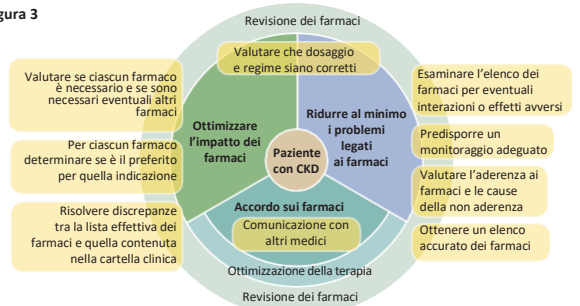 gura 3
Revisione dei farmaci
Valutare che dosaggio
e regime siano corretti
Valutare se ciascun farmaco
è necessario e se sono
necessari eventuali altri
farmaci
Per ciascun farmaco
determinare se è il preferito
per quella indicazione
Risolvere discrepanze
tra la lista effettiva dei
farmaci e quella contenuta
nella cartella clinica
Ottimizzare
l’impatto dei
farmaci
Ridurre al minimo
i problemi
legati
ai farmaci
Paziente
con CKD
Esaminare l’elenco dei
farmaci per eventuali
interazioni o effetti avversi
Predisporre un
monitoraggio adeguato
Valutare l’aderenza ai
farmaci e le cause
della non aderenza
Ottenere un elenco
accurato dei farmaci
Accordo sui farmaci
Comunicazione con
altri medici
Ottimizzazione della terapia
Revisione dei farmaci